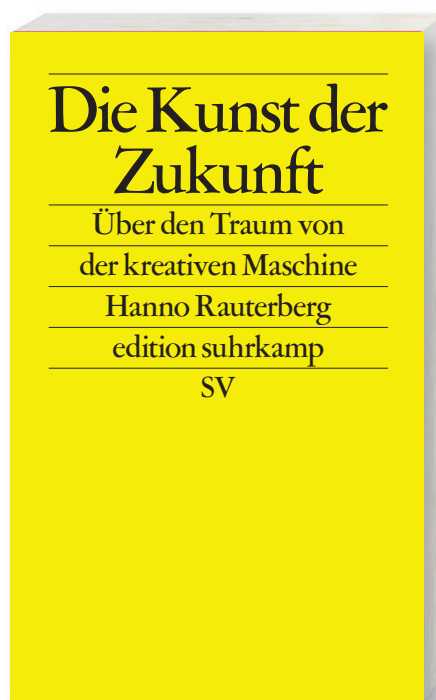 Die Kunst der
Zukunft
Über den Traum von
der kreativen Maschine
Hanno Rauterberg
edition suhrkamp
SV